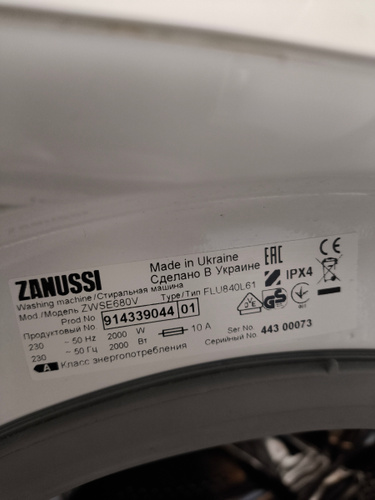 ZANUSSI
Made in Ukraine
Сделано В Украине
EAC
CE
Washing machine/Стиральная машина
Mod./Модель ZWSE680V
Type/Тип FLU840L61
IPX4
Prod.No.
Продуктовый No.
914339044 01
230 ~ 50 Hz 2000 W
230 ~ 50 Гц 2000 Вт
10 A
GS
Ser No.
Серийный No.
443 00073
A Класс энергопотребления